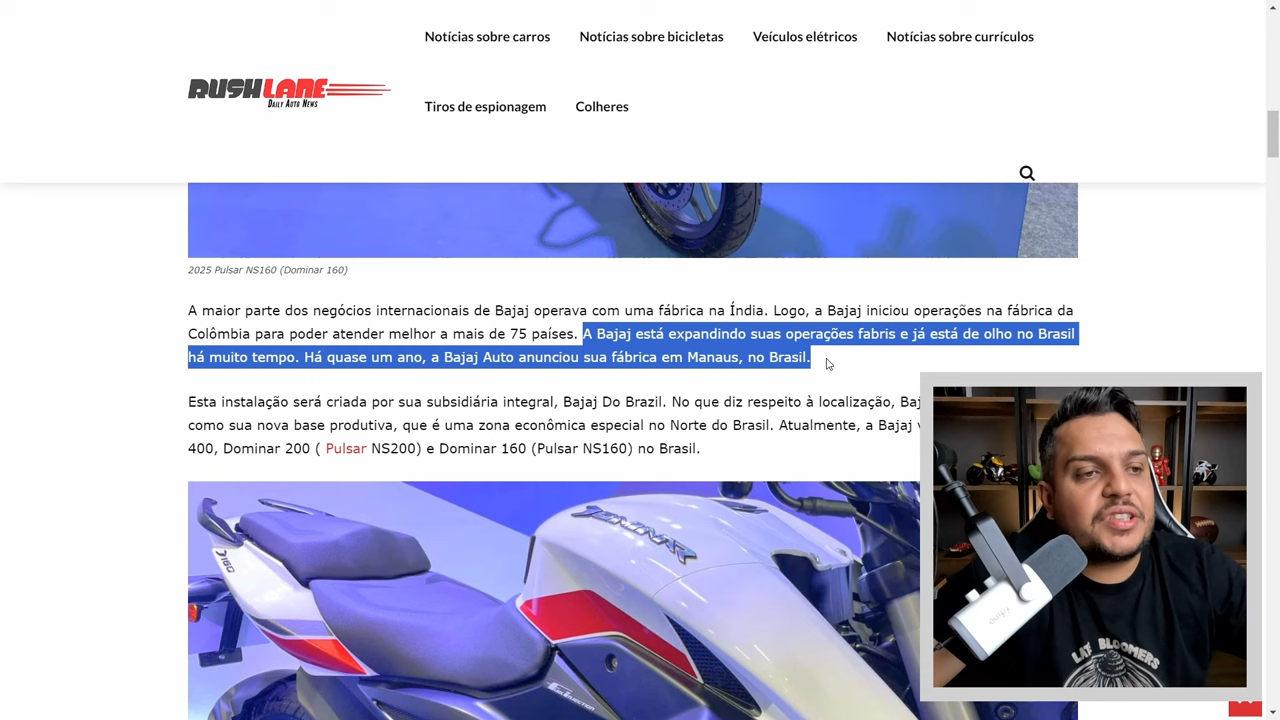 Notícias sobre carros
Notícias sobre bicicletas
Veículos elétricos
Notícias sobre currículos
RUSHLANE
DAILY AUTO NEWS
Tiros de espionagem
Colheres
2025 Pulsar NS160 (Dominar 160)
A maior parte dos negócios internacionais de Bajaj operava com uma fábrica na Índia. Logo, a Bajaj iniciou operações na fábrica da
Colômbia para poder atender melhor a mais de 75 países. A Bajaj está expandindo suas operações fabris e já está de olho no Brasil
há muito tempo. Há quase um ano, a Bajaj Auto anunciou sua fábrica em Manaus, no Brasil.
Esta instalação será criada por sua subsidiária integral, Bajaj Do Brazil. No que diz respeito à localização,
como sua nova base produtiva, que é uma zona econômica especial no Norte do Brasil. Atualmente, a Bajaj
400, Dominar 200 ( Pulsar NS200) e Dominar 160 (Pulsar NS160) no Brasil.
DOMINAR
D160
LATE BLOOMERS